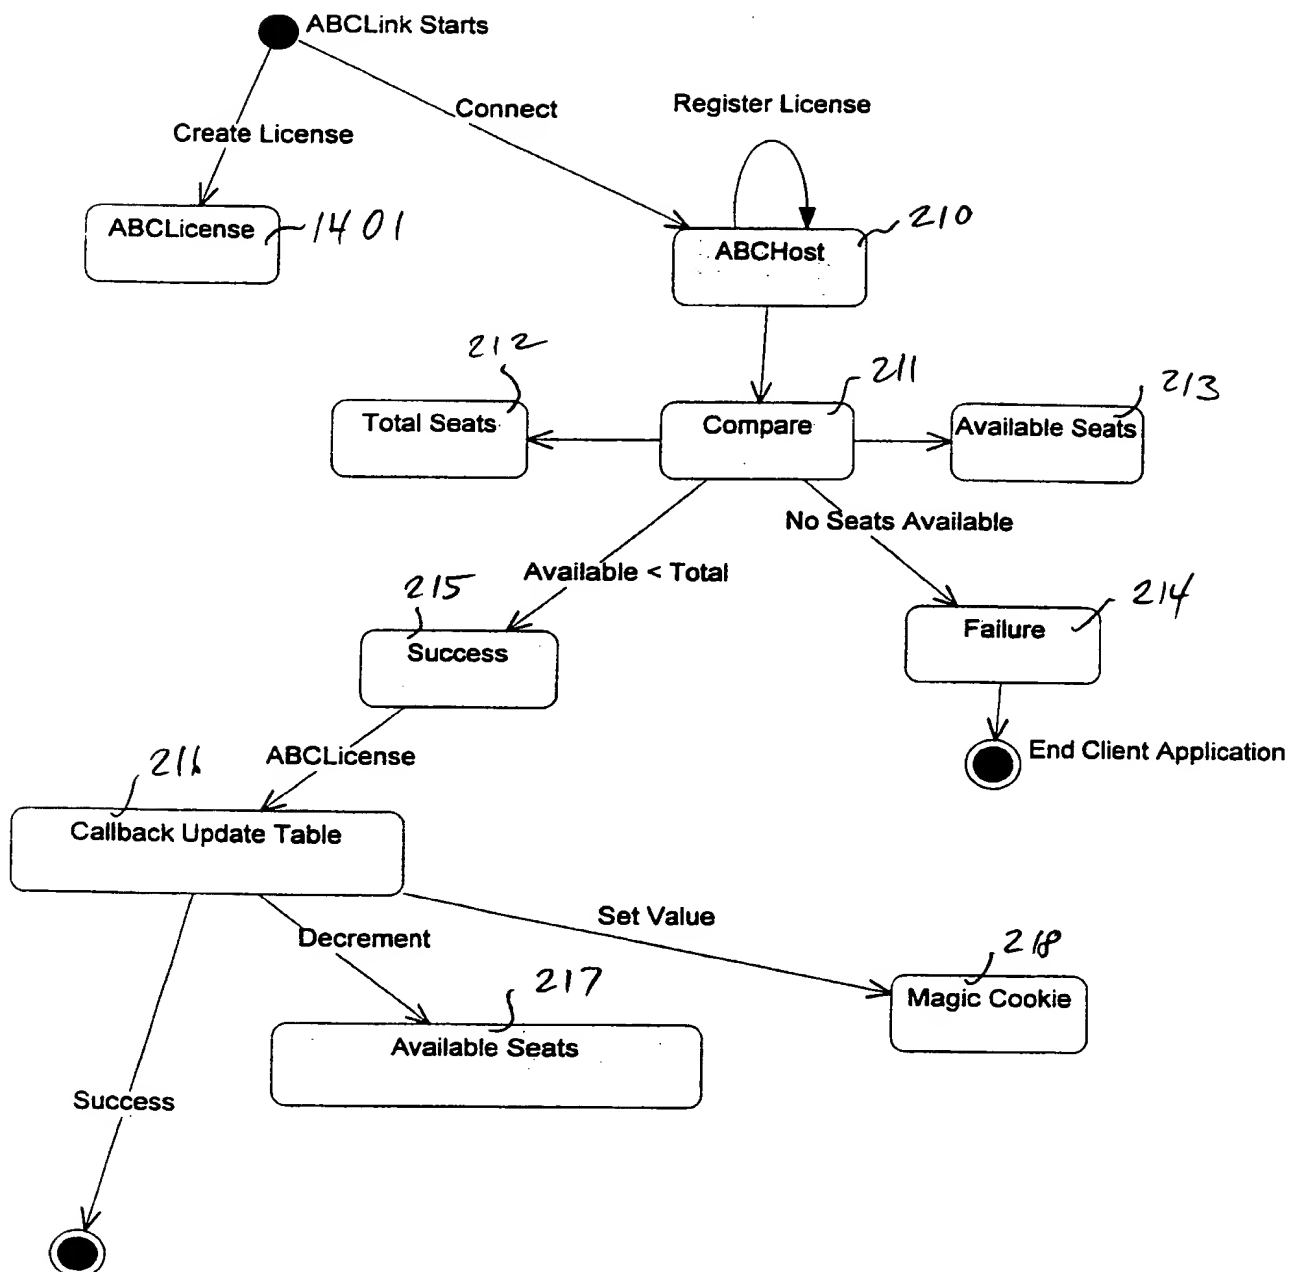 ABCLink Starts
Connect
Register License
Create License
ABCLicense
1401
210
ABCHost
212
211
213
Total Seats
Compare
Available Seats
No Seats Available
Available < Total
215
214
Success
Failure
ABCLicense
End Client Application
216
Callback Update Table
Set Value
Decrement
218
217
Magic Cookie
Available Seats
Success